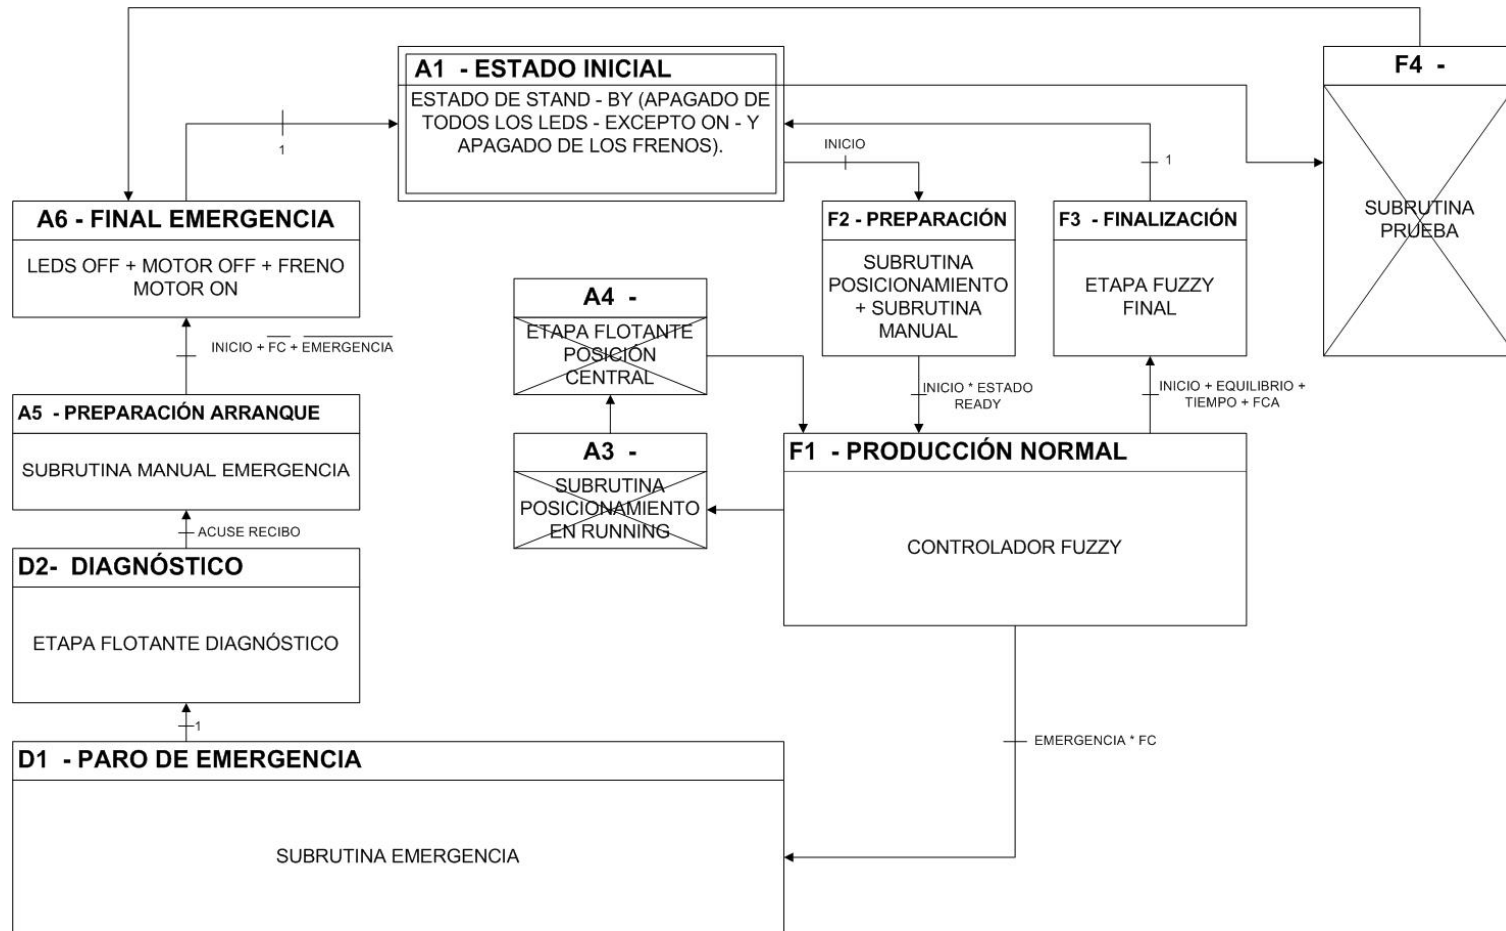 A1 - ESTADO INICIAL
ESTADO DE STAND - BY (APAGADO DE
TODOS LOS LEDS - EXCEPTO ON - Y
APAGADO DE LOS FRENOS).
F4 -
SUBRUTINA
PRUEBA
1
INICIO
1
A6 - FINAL EMERGENCIA
LEDS OFF + MOTOR OFF + FRENO
MOTOR ON
F2 - PREPARACIÓN
SUBRUTINA
POSICIONAMIENTO
+ SUBRUTINA
MANUAL
F3 - FINALIZACIÓN
ETAPA FUZZY
FINAL
A4 -
ETAPA FLOTANTE
POSICIÓN
CENTRAL
INICIO + FC + EMERGENCIA
INICIO * ESTADO
READY
INICIO + EQUILIBRIO +
TIEMPO + FCA
A5 - PREPARACIÓN ARRANQUE
SUBRUTINA MANUAL EMERGENCIA
A3 -
SUBRUTINA
POSICIONAMIENTO
EN RUNNING
F1 - PRODUCCIÓN NORMAL
CONTROLADOR FUZZY
ACUSE RECIBO
D2- DIAGNÓSTICO
ETAPA FLOTANTE DIAGNÓSTICO
1
EMERGENCIA * FC
D1 - PARO DE EMERGENCIA
SUBRUTINA EMERGENCIA